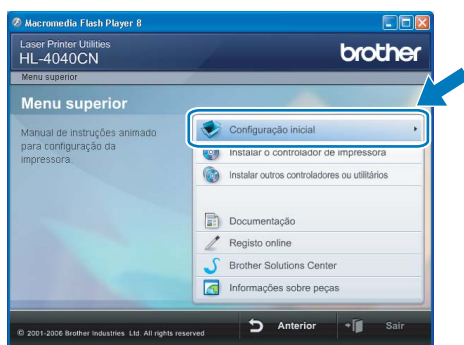 Macromedia Flash Player 8
Laser Printer Utilities
HL-4040CN
brother
Menu superior
Menu superior
Manual de instruções animado
para configuração da
impressora.
Configuração inicial
Instalar o controlador de impressora
Instalar outros controladores ou utilitários
Documentação
Registo online
Brother Solutions Center
Informações sobre peças
© 2001-2006 Brother Industries Ltd. All rights reserved
Anterior
Sair